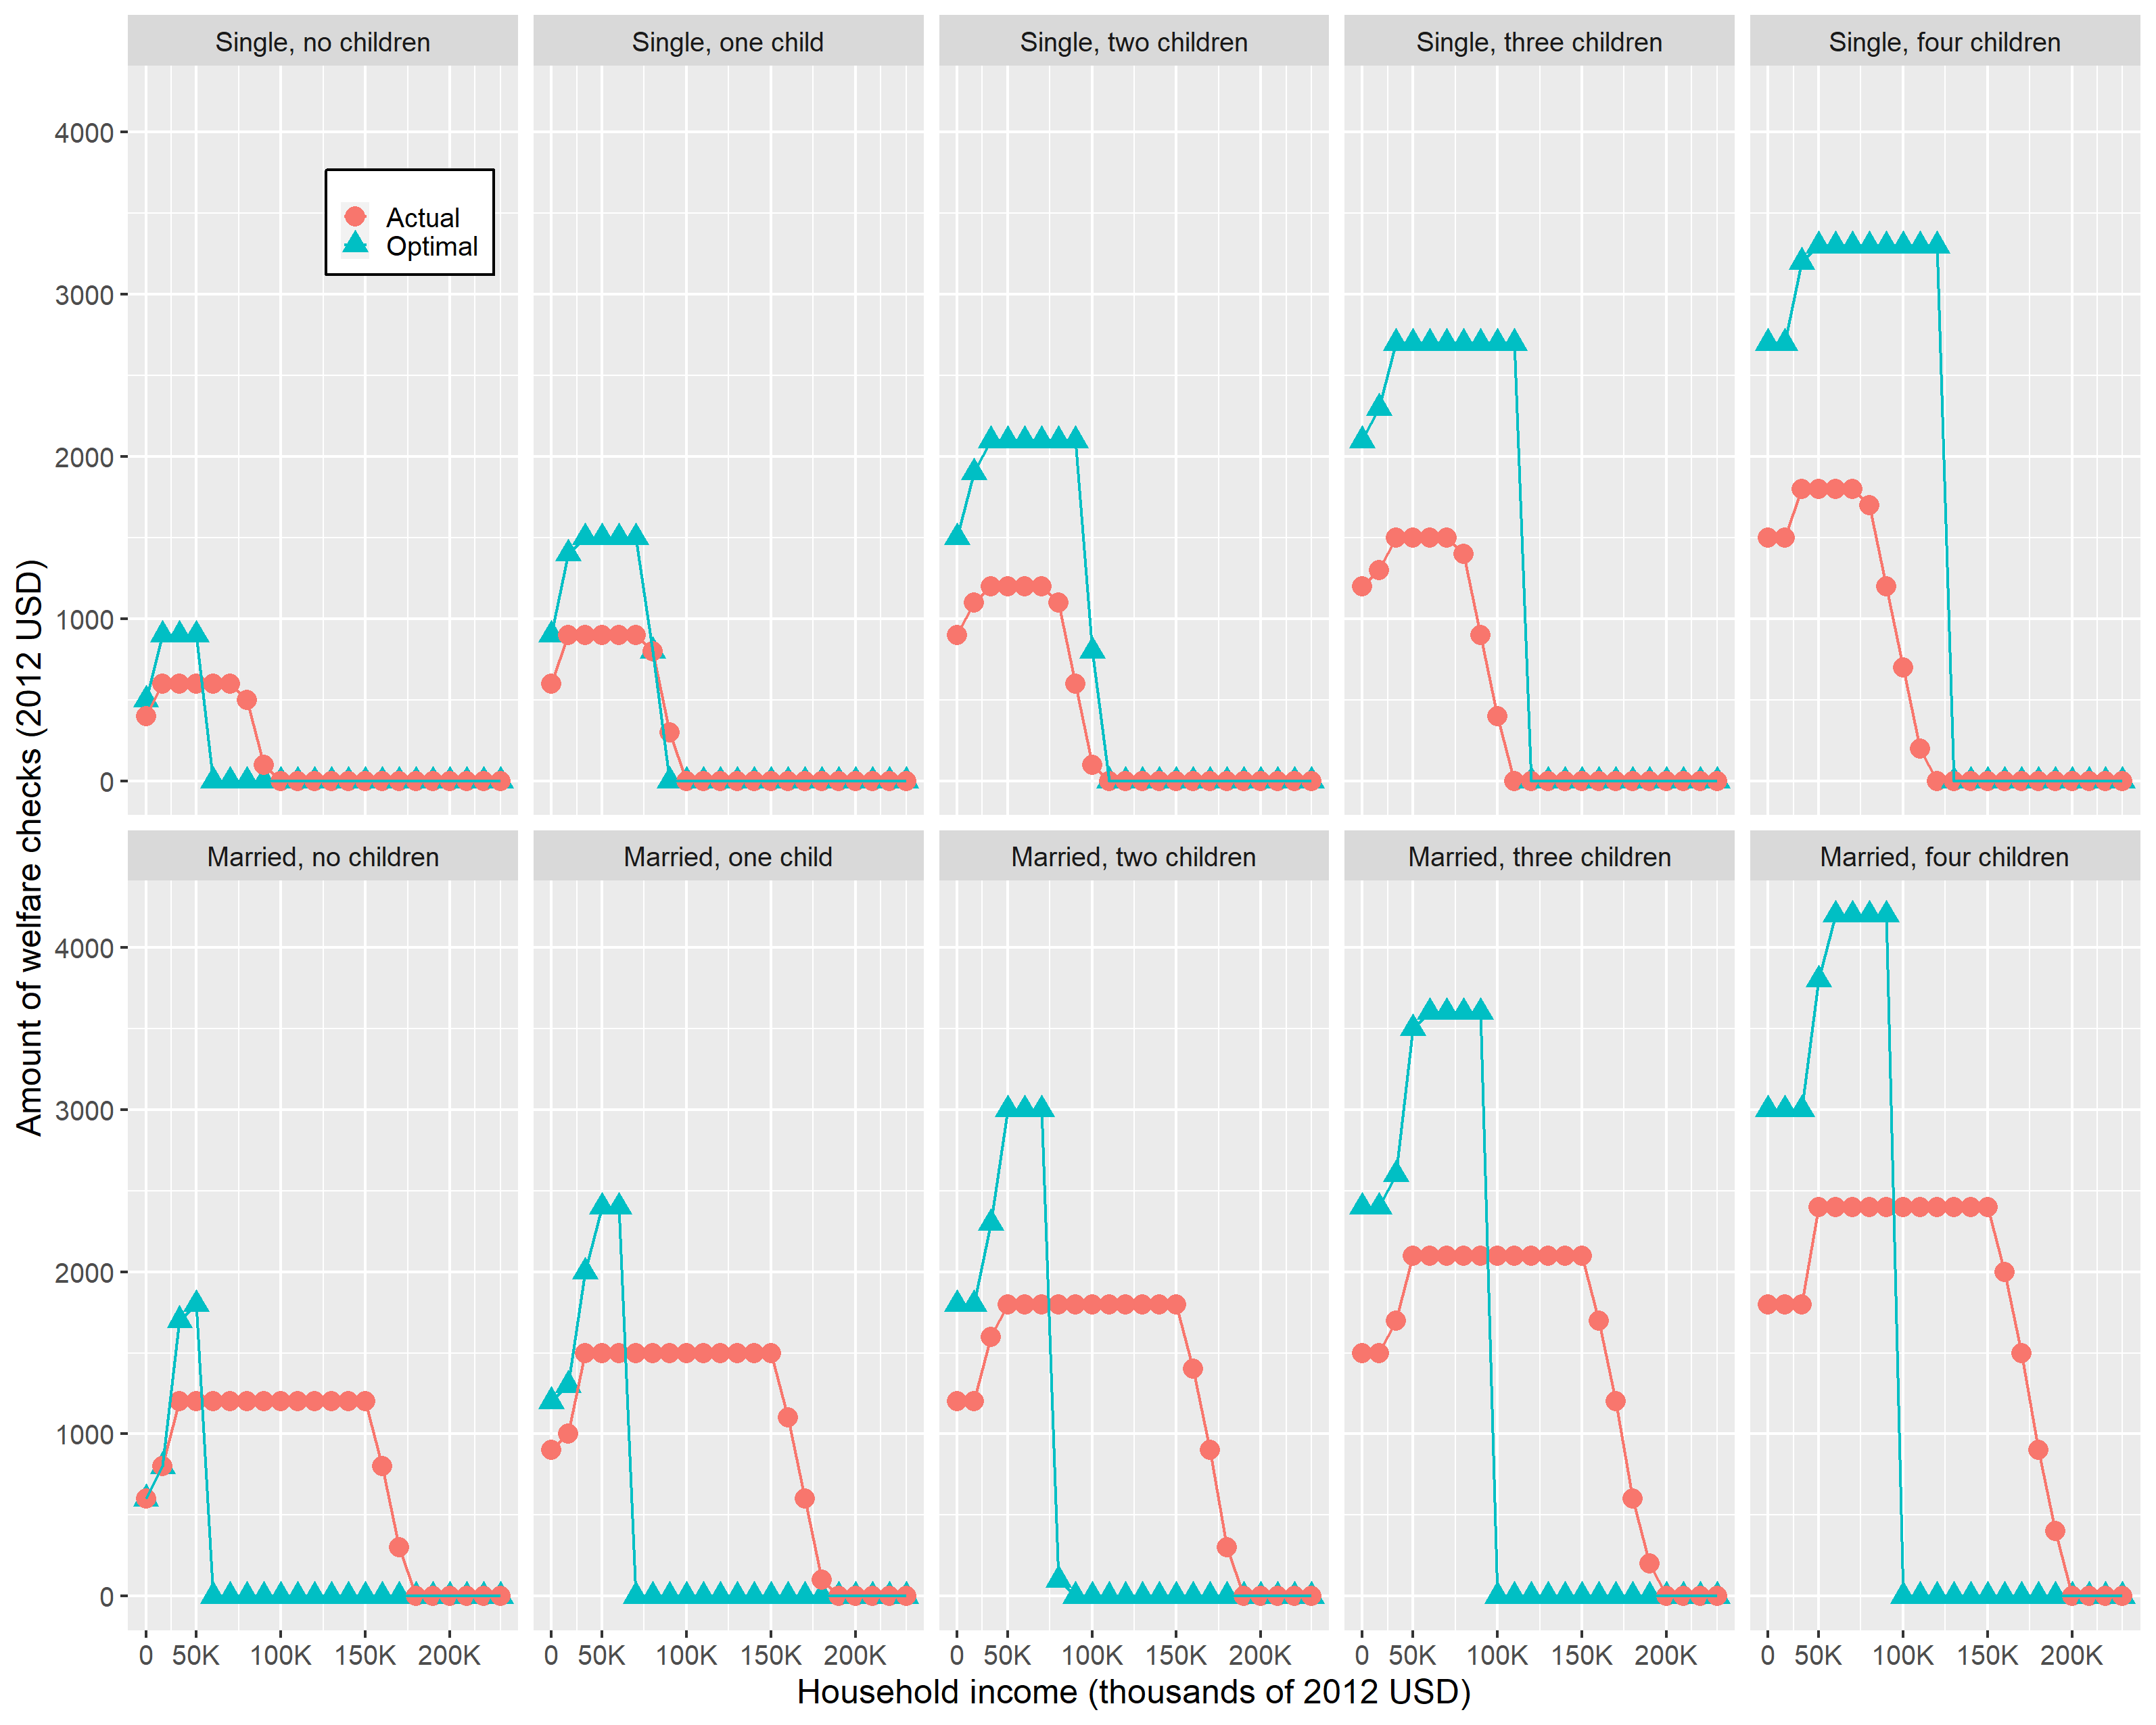 Single, no children
Single, one child
Single, two children
Single, three children
Single, four children
4000
3000
2000
1000
0
Actual
Optimal
Amount of welfare checks (2012 USD)
Married, no children
Married, one child
Married, two children
Married, three children
Married, four children
4000
3000
2000
1000
0
0 50K 100K 150K 200K
0 50K 100K 150K 200K
0 50K 100K 150K 200K
0 50K 100K 150K 200K
0 50K 100K 150K 200K
Household income (thousands of 2012 USD)